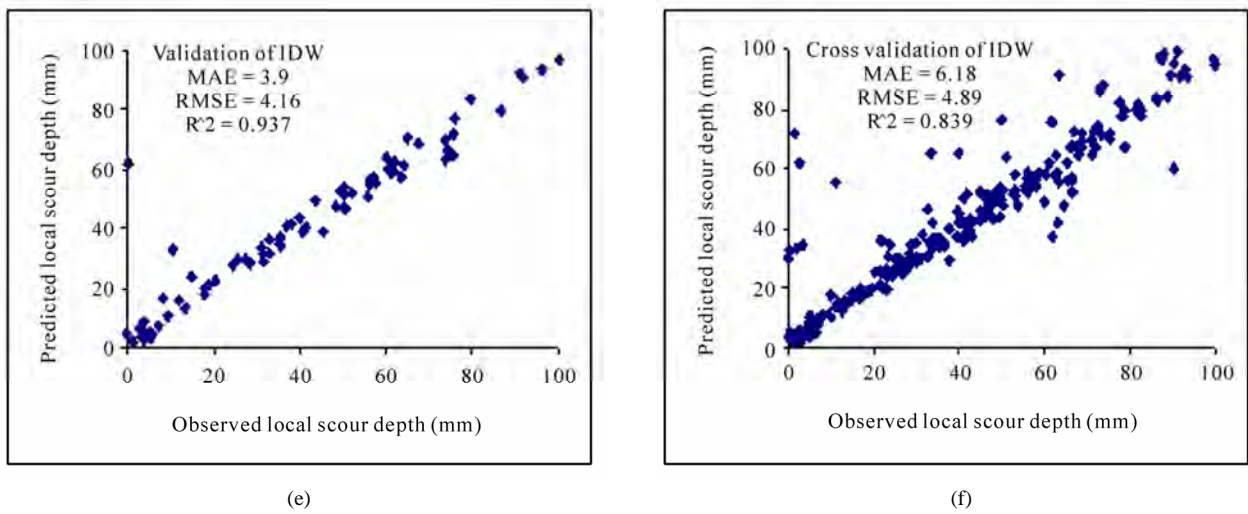 Validation of IDW
MAE = 3.9
RMSE = 4.16
R^2 = 0.937
Predicted local scour depth (mm)
100
80
60
40
20
0
0 20 40 60 80 100
Observed local scour depth (mm)
(e)
Cross validation of IDW
MAE = 6.18
RMSE = 4.89
R^2 = 0.839
Predicted local scour depth (mm)
100
80
60
40
20
0
0 20 40 60 80 100
Observed local scour depth (mm)
(f)